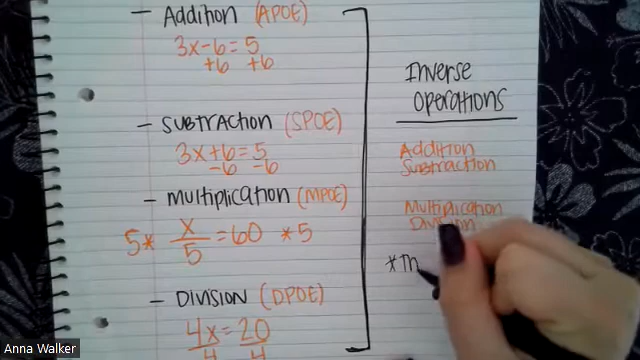 - Addition (APOE)
3x-6=5
+6 +6
- Subtraction (SPOE)
3x+6=5
-6 -6
- multiplication (MPOE)
5* x/5 =60 *5
- Division (DPOE)
4x=20
4 4
Inverse
Operations
Addition
Subtraction
Multiplication
Division
*m
Anna Walker